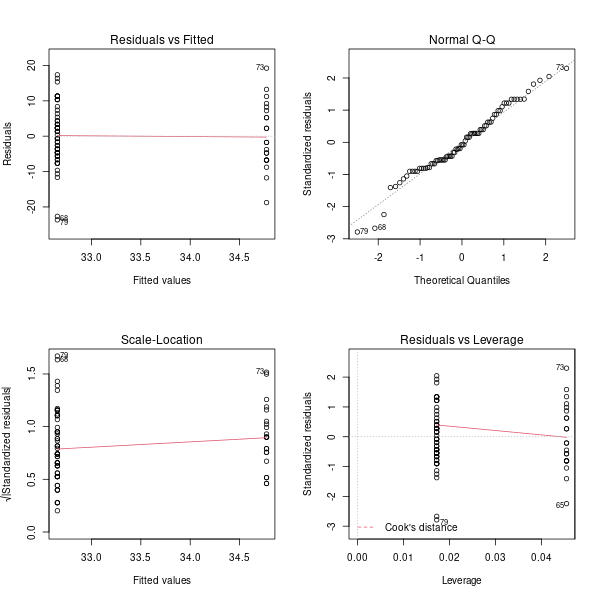 Residuals vs Fitted
Residuals
20
10
0
-10
-20
73
68
79
33.0 33.5 34.0 34.5
Fitted values
Normal Q-Q
Standardized residuals
2
1
0
-1
-2
-3
73
68
79
-2 -1 0 1 2
Theoretical Quantiles
Scale-Location
√|Standardized residuals|
1.5
1.0
0.5
0.0
79
68
73
33.0 33.5 34.0 34.5
Fitted values
Residuals vs Leverage
Standardized residuals
2
1
0
-1
-2
-3
73
65
79
Cook's distance
0.00 0.01 0.02 0.03 0.04
Leverage